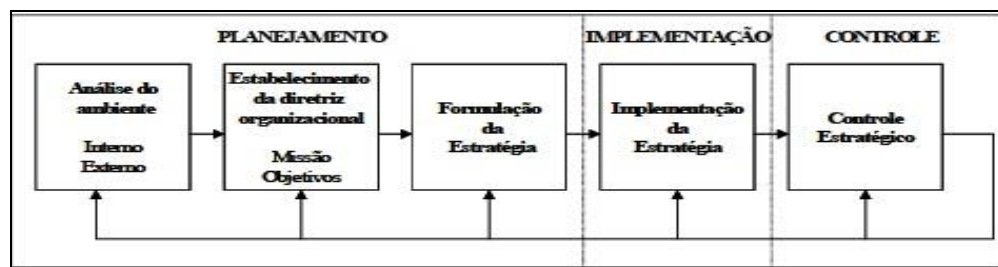 PLANEJAMENTO
IMPLEMENTAÇÃO
CONTROLE
Análise do
ambiente
Interno
Externo
Estabelecimento
da diretriz
organizacional
Missão
Objetivos
Formulação
da
Estratégia
Implementação
da
Estratégia
Controle
Estratégico